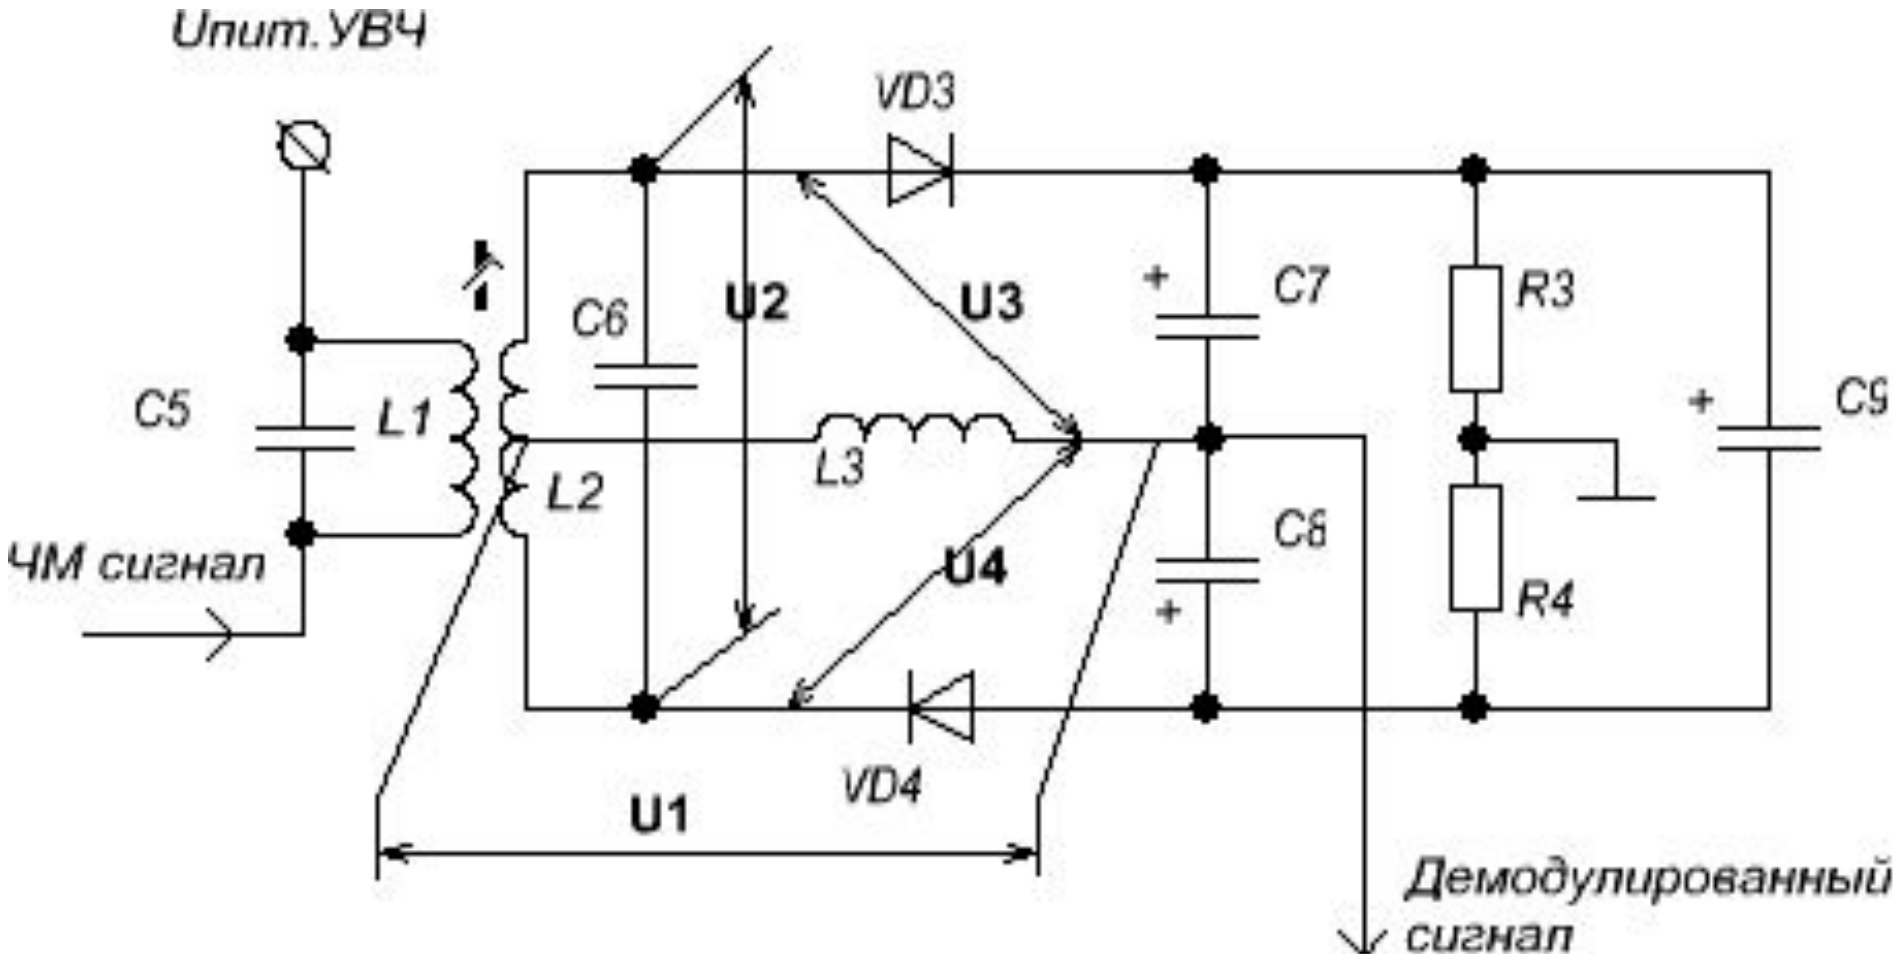 Uпит.УВЧ
VD3
C6
U2
U3
+
C7
R3
C5
L1
L2
L3
+
C9
ЧМ сигнал
U4
C8
+
R4
VD4
U1
Демодулированный
сигнал